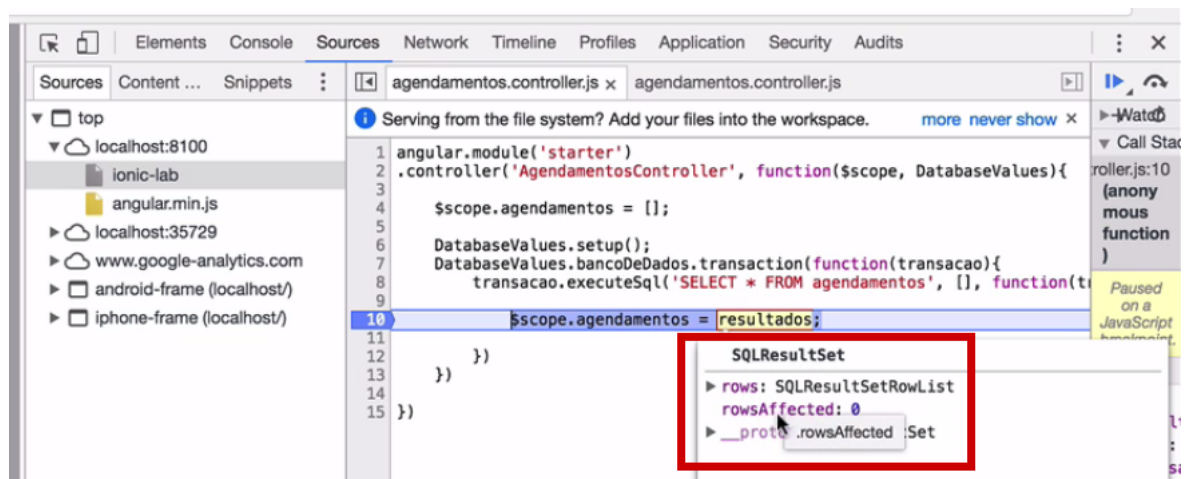 Elements Console Sources Network Timeline Profiles Application Security Audits
Sources Content ... Snippets
agendamentos.controller.js × agendamentos.controller.js
top
localhost:8100
ionic-lab
angular.min.js
localhost:35729
www.google-analytics.com
android-frame (localhost/)
iphone-frame (localhost/)
Serving from the file system? Add your files into the workspace. more never show ×
1 angular.module('starter')
2 .controller('AgendamentosController', function($scope, DatabaseValues){
3
4 $scope.agendamentos = [];
5
6 DatabaseValues.setup();
7 DatabaseValues.bancoDeDados.transaction(function(transacao){
8 transacao.executeSql('SELECT * FROM agendamentos', [], function(t
9
10 $scope.agendamentos = resultados;
11
12 })
13 })
14
15 })
SQLResultSet
rows: SQLResultSetRowList
rowsAffected: 0
__proto .rowsAffected :Set
Watch
Call Stac
roller.js:10
(anony
mous
function
)
Paused
on a
JavaScript
breakpoint.